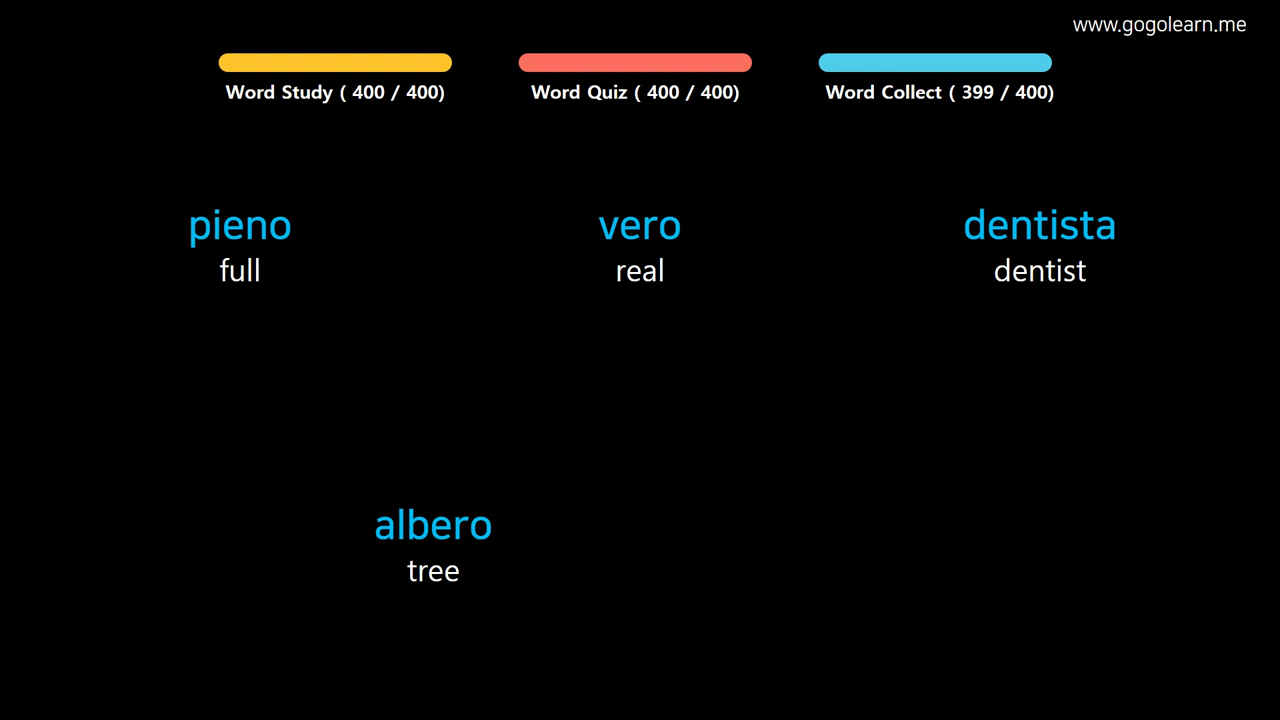 www.gogolearn.me
Word Study ( 400 / 400)
Word Quiz ( 400 / 400)
Word Collect ( 399 / 400)
pieno
full
vero
real
dentista
dentist
albero
tree